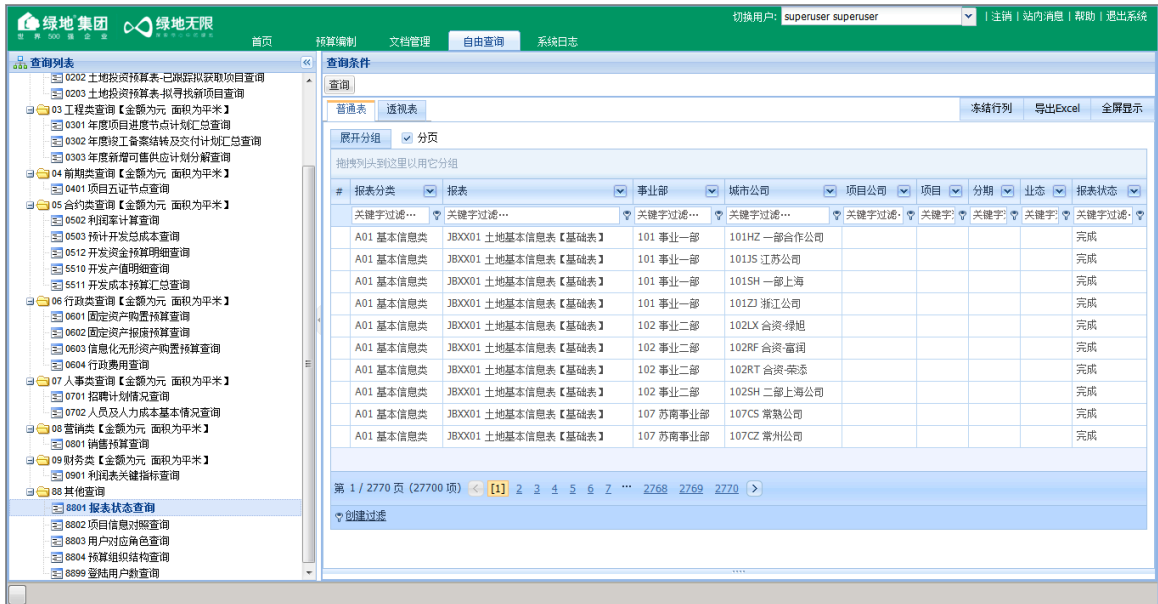 绿地集团 绿地无限
世界500强企业
切换用户: superuser superuser | 注销 | 站内消息 | 帮助 | 退出系统
首页 预算编制 文档管理 自由查询 系统日志
查询列表
0202 土地投资预算表-已跟踪拟获取项目查询
0203 土地投资预算表-拟寻找新项目查询
03 工程类查询【金额为元 面积为平米】
0301 年度项目进度节点计划汇总查询
0302 年度竣工备案结转及交付计划汇总查询
0303 年度新增可售供应计划分解查询
04 前期类查询【金额为元 面积为平米】
0401 项目五证节点查询
05 合约类查询【金额为元 面积为平米】
0502 利润率计算查询
0503 预计开发总成本查询
0512 开发资金预算明细查询
5510 开发产值明细查询
5511 开发成本预算汇总查询
06 行政类查询【金额为元 面积为平米】
0601 固定资产购置预算查询
0602 固定资产报废预算查询
0603 信息化无形资产购置预算查询
0604 行政费用查询
07 人事类查询【金额为元 面积为平米】
0701 招聘计划情况查询
0702 人员及人力成本基本情况查询
08 营销类【金额为元 面积为平米】
0801 销售预算查询
09 财务类【金额为元 面积为平米】
0901 利润表关键指标查询
88 其他查询
8801 报表状态查询
8802 项目信息对照查询
8803 用户对应角色查询
8804 预算组织结构查询
8899 登陆用户数查询
查询条件
查询
普通表 透视表 冻结行列 导出Excel 全屏显示
展开分组 分页
拖拽列头到这里以用它分组
# 报表分类 报表 事业部 城市公司 项目公司 项目 分期 业态 报表状态
关键字过滤… 关键字过滤… 关键字过滤… 关键字过滤… 关键字过滤 关键字 关键字 关键字 关键字过滤
A01 基本信息类 JBXX01 土地基本信息表【基础表】 101 事业一部 101HZ 一部合作公司 完成
A01 基本信息类 JBXX01 土地基本信息表【基础表】 101 事业一部 101JS 江苏公司 完成
A01 基本信息类 JBXX01 土地基本信息表【基础表】 101 事业一部 101SH 一部上海 完成
A01 基本信息类 JBXX01 土地基本信息表【基础表】 101 事业一部 101ZJ 浙江公司 完成
A01 基本信息类 JBXX01 土地基本信息表【基础表】 102 事业二部 102LX 合资-绿旭 完成
A01 基本信息类 JBXX01 土地基本信息表【基础表】 102 事业二部 102RF 合资-富润 完成
A01 基本信息类 JBXX01 土地基本信息表【基础表】 102 事业二部 102RT 合资-荣添 完成
A01 基本信息类 JBXX01 土地基本信息表【基础表】 102 事业二部 102SH 二部上海公司 完成
A01 基本信息类 JBXX01 土地基本信息表【基础表】 107 苏南事业部 107CS 常熟公司 完成
A01 基本信息类 JBXX01 土地基本信息表【基础表】 107 苏南事业部 107CZ 常州公司 完成
第 1 / 2770 页 (27700 项) < [1] 2 3 4 5 6 7 … 2768 2769 2770 >
创建过滤